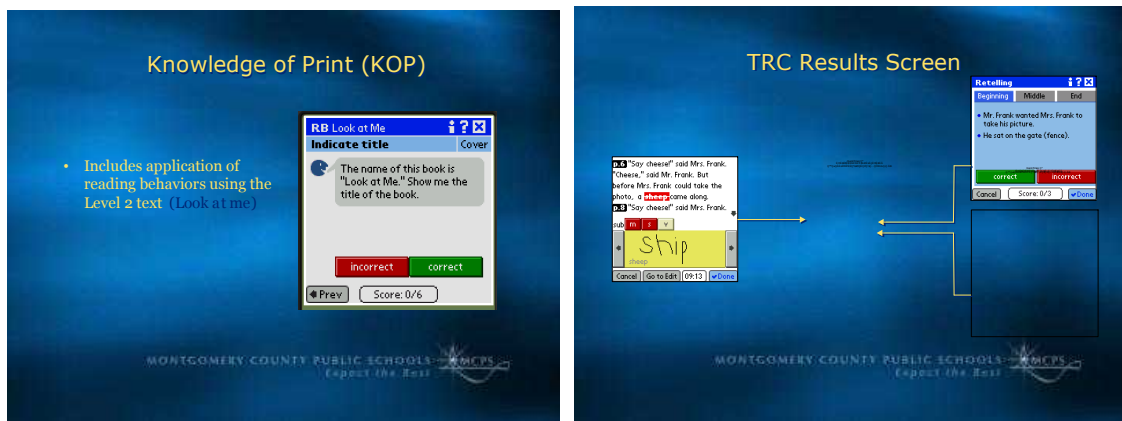 Knowledge of Print (KOP)
• Includes application of
reading behaviors using the
Level 2 text (Look at me)
RB Look at Me
Indicate title Cover
The name of this book is
"Look at Me." Show me the
title of the book.
incorrect correct
Prev Score: 0/6
MONTGOMERY COUNTY PUBLIC SCHOOLS MCPS
Expect the Best
TRC Results Screen
p.6 "Say cheese!" said Mrs. Frank.
"Cheese," said Mr. Frank. But
before Mrs. Frank could take the
photo, a sheep came along.
p.8 "Say cheese!" said Mrs. Frank.
sub m s v
Ship
sheep
Cancel Go to Edit 09:13 Done
Retelling
Beginning Middle End
• Mr. Frank wanted Mrs. Frank to
take his picture.
• He sat on the gate (fence).
correct incorrect
Cancel Score: 0/3 Done
MONTGOMERY COUNTY PUBLIC SCHOOLS MCPS
Expect the Best